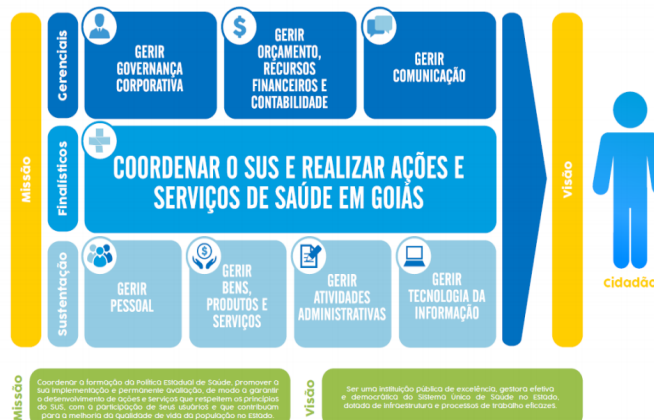 Missão
Gerenciais
GERIR
GOVERNANÇA
CORPORATIVA
GERIR
ORÇAMENTO,
RECURSOS
FINANCEIROS E
CONTABILIDADE
GERIR
COMUNICAÇÃO
Finalísticos
COORDENAR O SUS E REALIZAR AÇÕES E
SERVIÇOS DE SAÚDE EM GOIÁS
Sustentação
GERIR
PESSOAL
GERIR
BENS,
PRODUTOS E
SERVIÇOS
GERIR
ATIVIDADES
ADMINISTRATIVAS
GERIR
TECNOLOGIA DA
INFORMAÇÃO
Visão
cidadão
Missão
Coordenar a formação da Política Estadual de Saúde, promover a
sua implementação e permanente avaliação, de modo a garantir
o desenvolvimento de ações e serviços que respeitem os princípios
do SUS, com a participação de seus usuários e que contribuam
para a melhoria da qualidade de vida da população no Estado.
Visão
Ser uma instituição pública de excelência, gestora efetiva
e democrática do Sistema Único de Saúde no Estado,
dotada de infraestrutura e processos de trabalho eficazes.